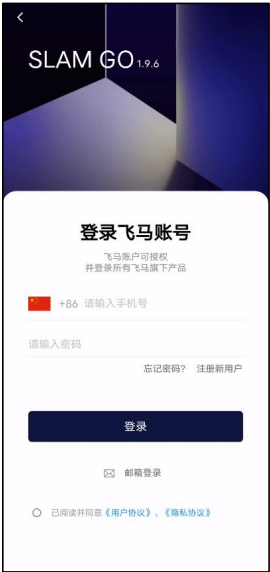 SLAM GO 1.9.6
登录飞马账号
飞马账户可授权
并登录所有飞马旗下产品
+86 请输入手机号
请输入密码
忘记密码? 注册新用户
登录
邮箱登录
已阅读并同意《用户协议》、《隐私协议》